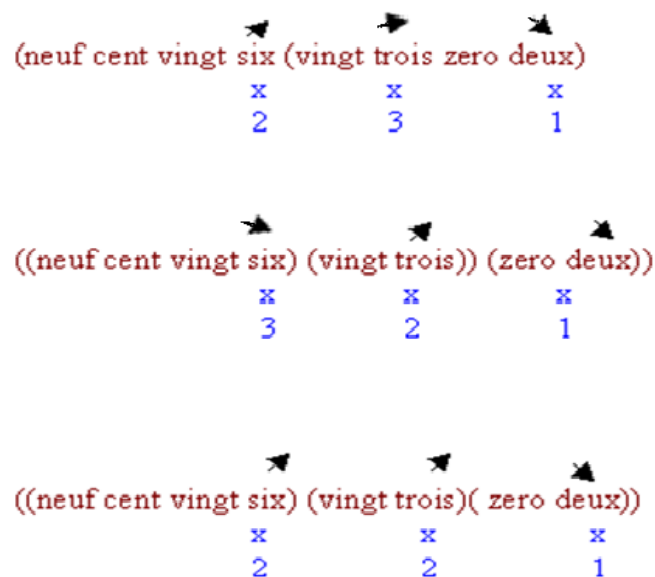 (neuf cent vingt six (vingt trois zero deux)
x x x
2 3 1
((neuf cent vingt six) (vingt trois)) (zero deux))
x x x
3 2 1
((neuf cent vingt six) (vingt trois)( zero deux))
x x x
2 2 1